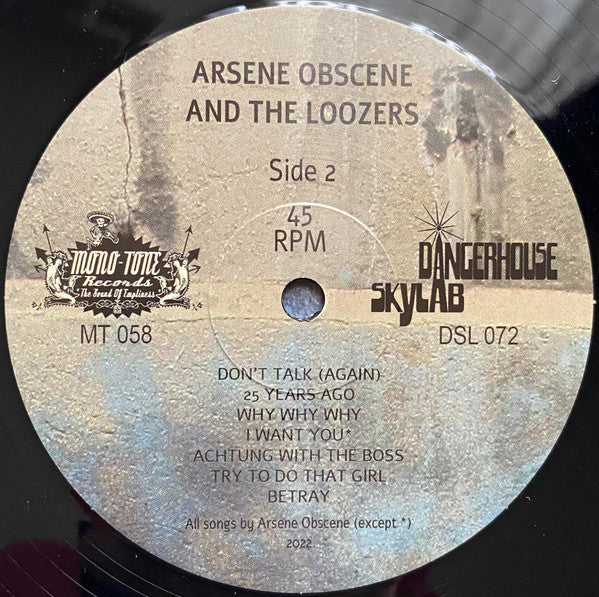 ARSENE OBSCENE
AND THE LOOZERS
Side 2
45
RPM
MONO-TONE
Records
"The Sound Of Emptiness"
MT 058
DANGERHOUSE
SKYLAB
DSL 072
DON'T TALK (AGAIN)
25 YEARS AGO
WHY WHY WHY
I WANT YOU*
ACHTUNG WITH THE BOSS
TRY TO DO THAT GIRL
BETRAY
All songs by Arsene Obscene (except *)
2022